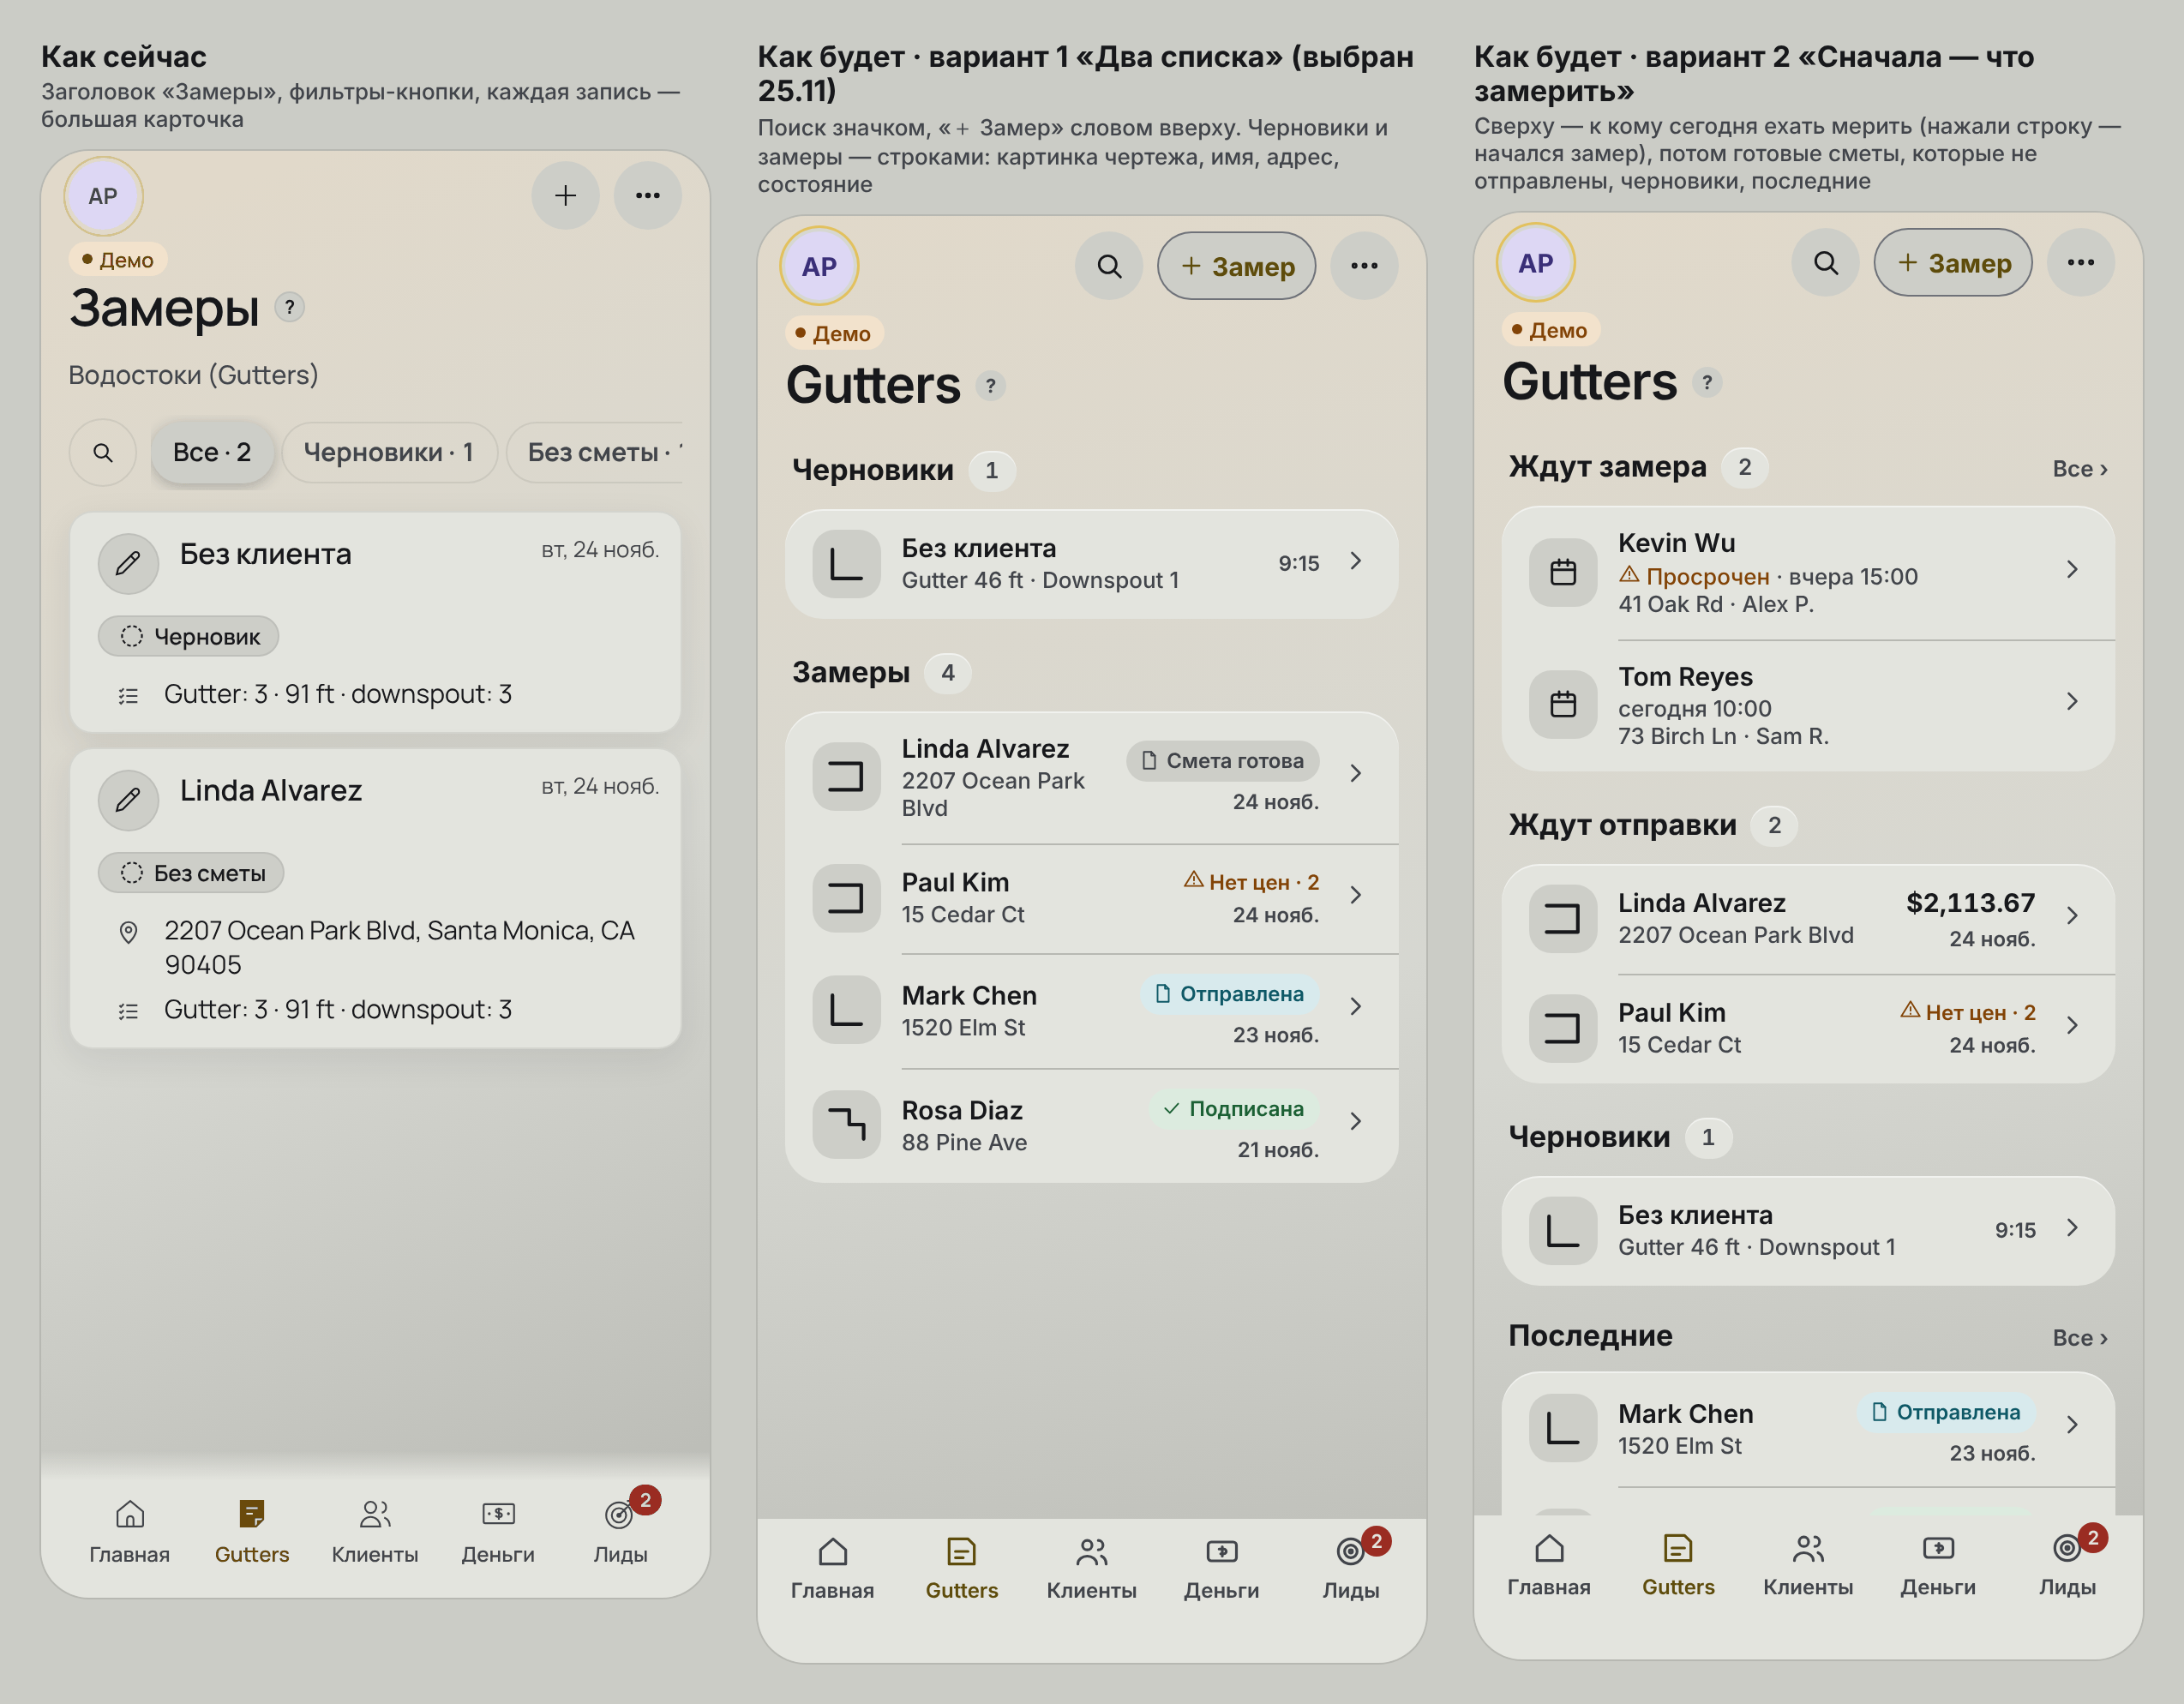 Как сейчас
Заголовок «Замеры», фильтры-кнопки, каждая запись —
большая карточка
AP
Демо
Замеры ?
Водостоки (Gutters)
Все · 2
Черновики · 1
Без сметы ·
Без клиента
вт, 24 нояб.
Черновик
Gutter: 3 · 91 ft · downspout: 3
Linda Alvarez
вт, 24 нояб.
Без сметы
2207 Ocean Park Blvd, Santa Monica, CA
90405
Gutter: 3 · 91 ft · downspout: 3
2
Главная
Gutters
Клиенты
Деньги
Лиды
Как будет · вариант 1 «Два списка» (выбран
25.11)
Поиск значком, «+ Замер» словом вверху. Черновики и
замеры — строками: картинка чертежа, имя, адрес,
состояние
AP
+ Замер
Демо
Gutters ?
Черновики 1
Без клиента
Gutter 46 ft · Downspout 1
9:15
Замеры 4
Linda Alvarez
2207 Ocean Park
Blvd
Смета готова
24 нояб.
Paul Kim
15 Cedar Ct
Нет цен · 2
24 нояб.
Mark Chen
1520 Elm St
Отправлена
23 нояб.
Rosa Diaz
88 Pine Ave
Подписана
21 нояб.
2
Главная
Gutters
Клиенты
Деньги
Лиды
Как будет · вариант 2 «Сначала — что
замерить»
Сверху — к кому сегодня ехать мерить (нажали строку —
начался замер), потом готовые сметы, которые не
отправлены, черновики, последние
AP
+ Замер
Демо
Gutters ?
Ждут замера 2
Все ›
Kevin Wu
Просрочен · вчера 15:00
41 Oak Rd · Alex P.
Tom Reyes
сегодня 10:00
73 Birch Ln · Sam R.
Ждут отправки 2
Linda Alvarez
2207 Ocean Park Blvd
$2,113.67
24 нояб.
Paul Kim
15 Cedar Ct
Нет цен · 2
24 нояб.
Черновики 1
Без клиента
Gutter 46 ft · Downspout 1
9:15
Последние
Все ›
Mark Chen
1520 Elm St
Отправлена
23 нояб.
2
Главная
Gutters
Клиенты
Деньги
Лиды